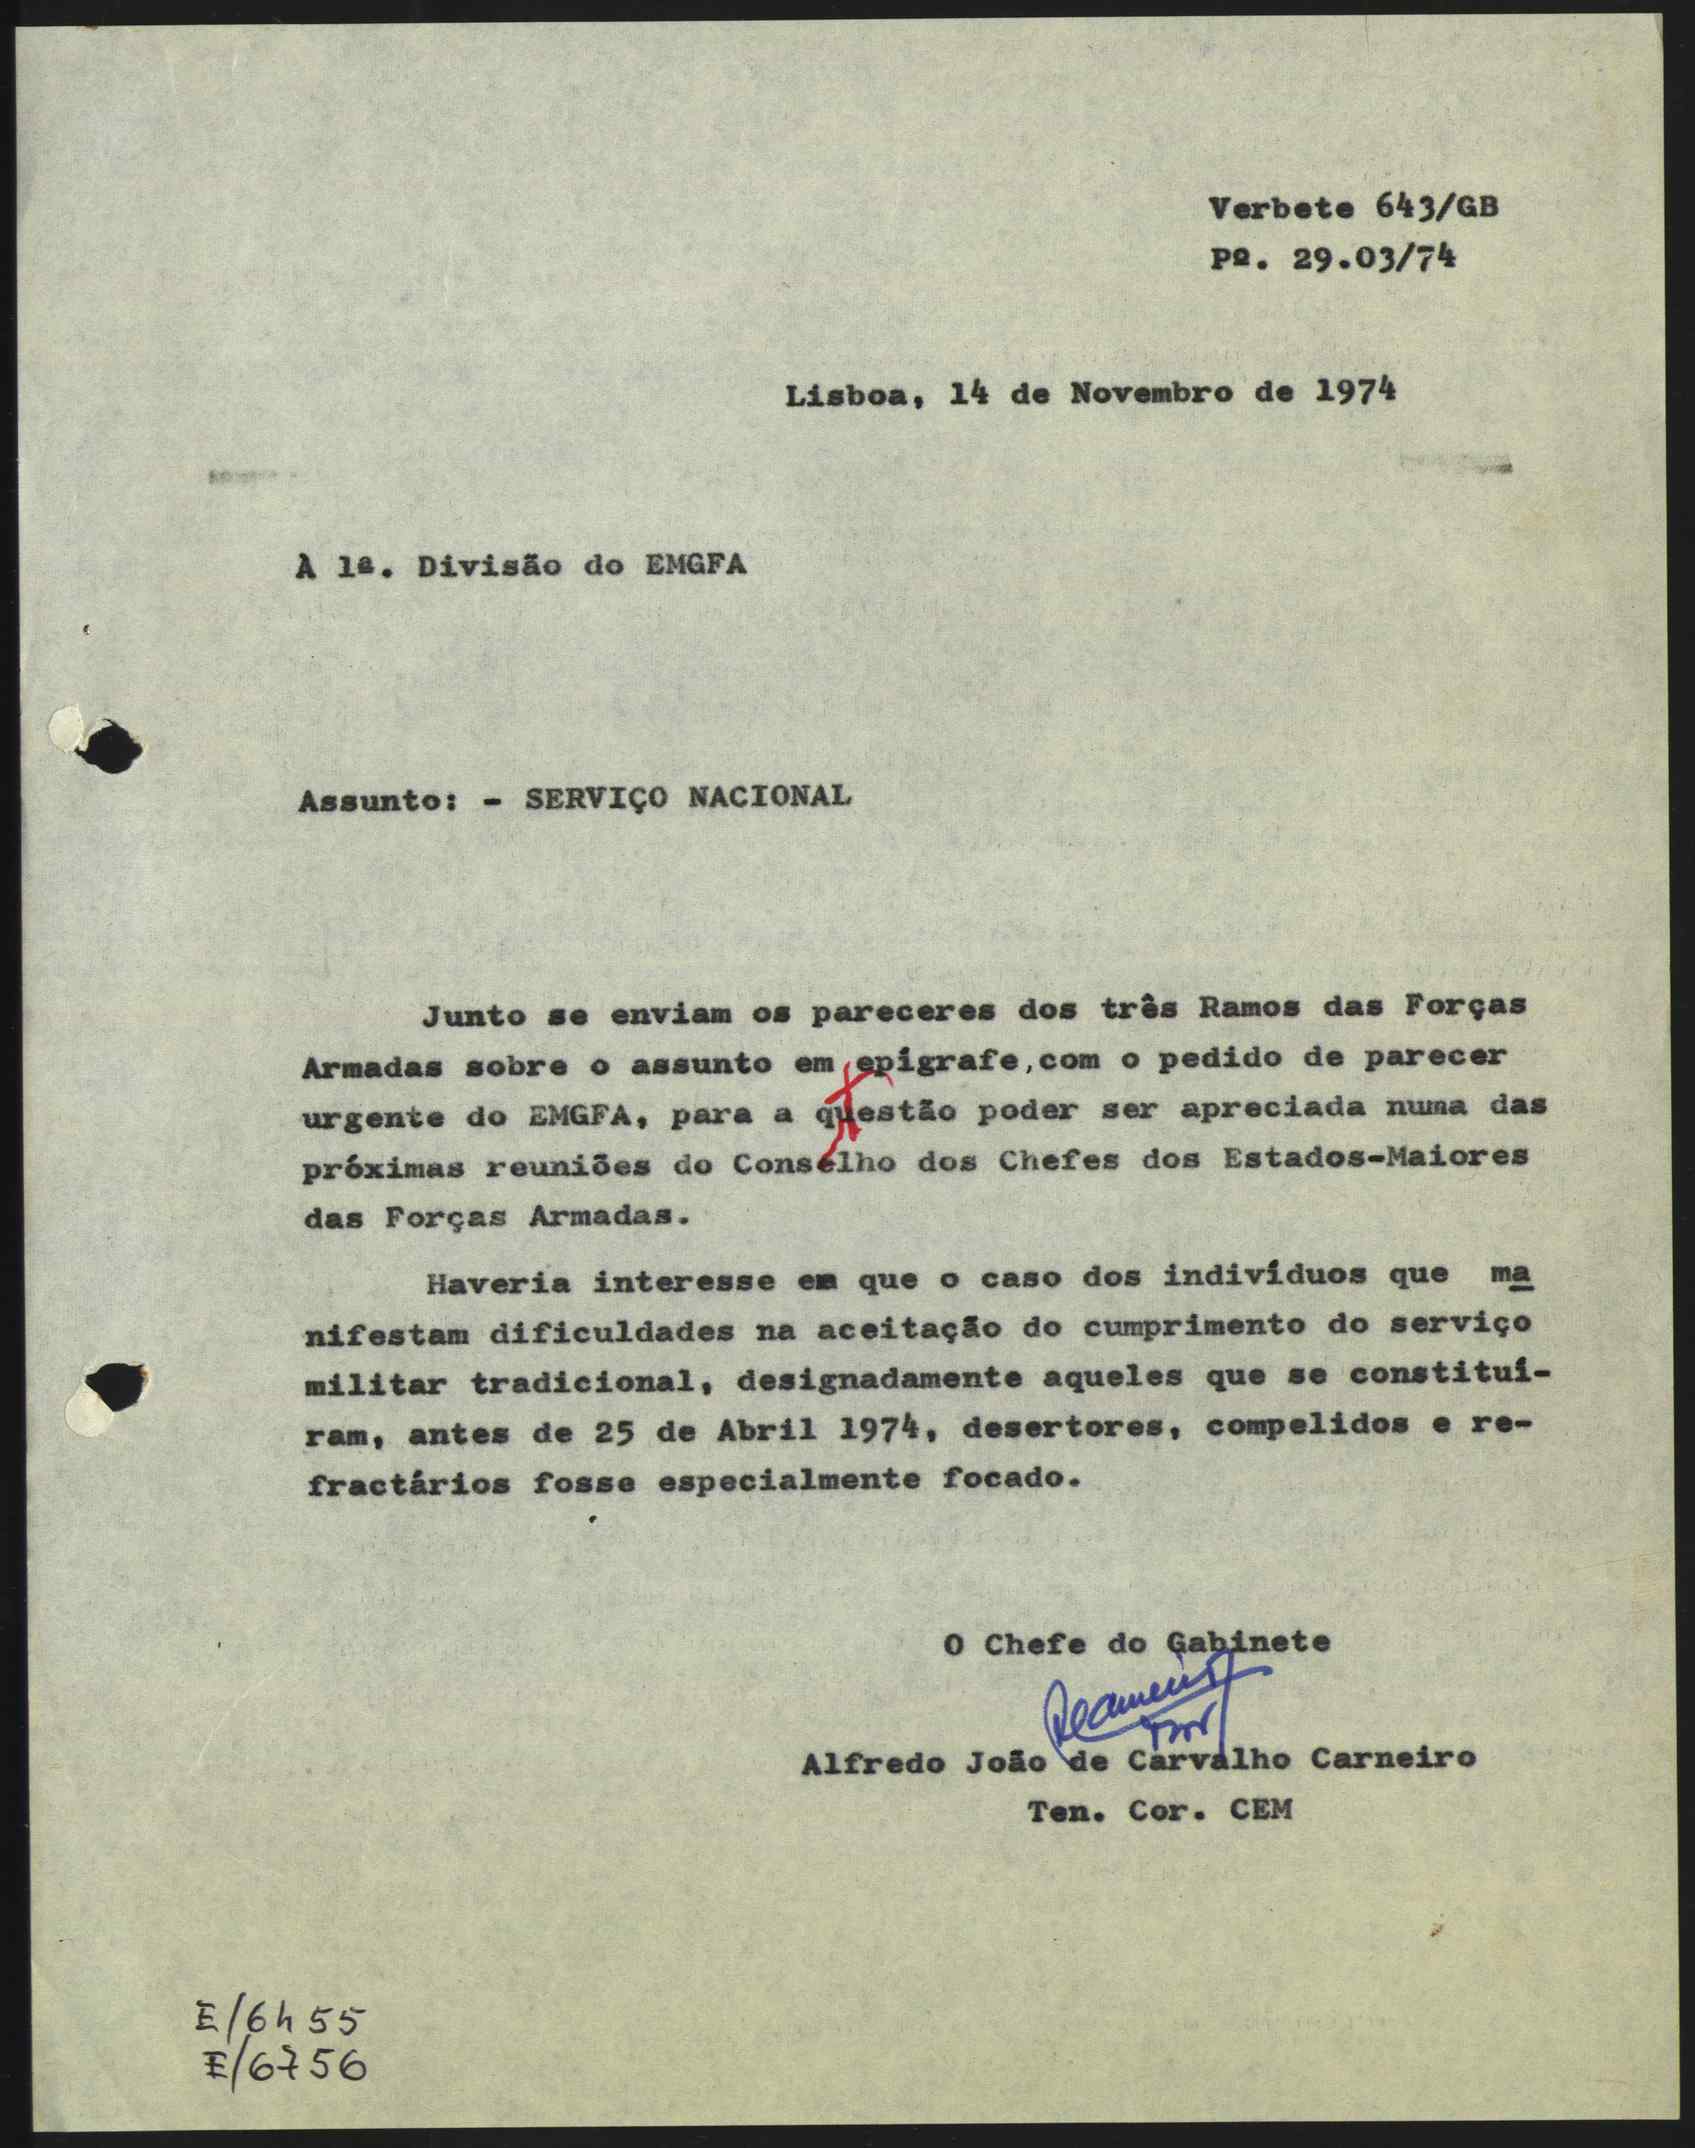 Verbete 643/GB
Pº. 29.03/74
Lisboa, 14 de Novembro de 1974
À 1ª. Divisão do EMGFA
Assunto: - SERVIÇO NACIONAL
Junto se enviam os pareceres dos três Ramos das Forças
Armadas sobre o assunto em epígrafe, com o pedido de parecer
urgente do EMGFA, para a questão poder ser apreciada numa das
próximas reuniões do Conselho dos Chefes dos Estados-Maiores
das Forças Armadas.
Haveria interesse em que o caso dos indivíduos que ma
nifestam dificuldades na aceitação do cumprimento do serviço
militar tradicional, designadamente aqueles que se constituí-
ram, antes de 25 de Abril 1974, desertores, compelidos e re-
fractários fosse especialmente focado.
O Chefe do Gabinete
Alfredo João de Carvalho Carneiro
Ten. Cor. CEM
E/6455
E/6756